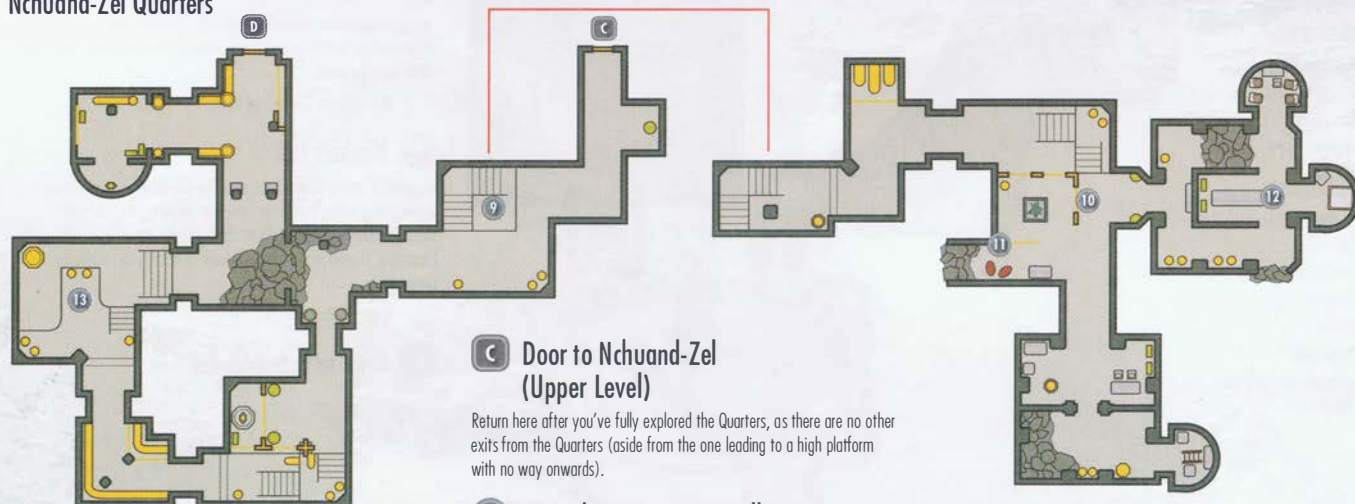 Nchuand-Zel Quarters
D
C
9
10
11
12
13
C Door to Nchuand-Zel
(Upper Level)
Return here after you've fully explored the Quarters, as there are no other
exits from the Quarters (aside from the one leading to a high platform
with no way onwards).